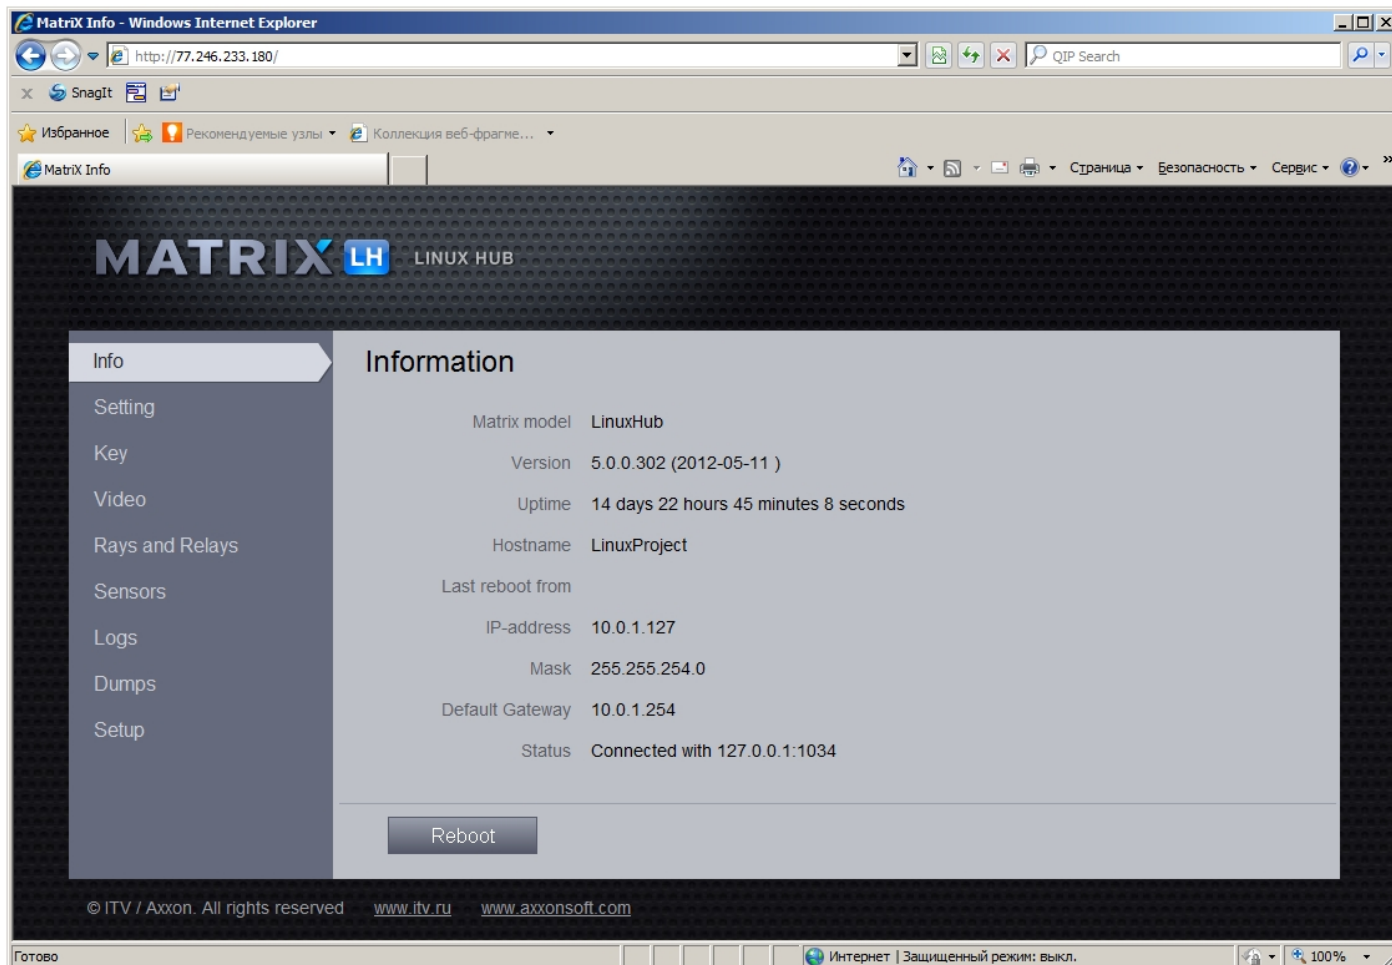 MatriX Info - Windows Internet Explorer
http://77.246.233.180/
QIP Search
x SnagIt
Избранное Рекомендуемые узлы Коллекция веб-фрагме...
MatriX Info Страница Безопасность Сервис »
MATRIX LH LINUX HUB
Info
Setting
Key
Video
Rays and Relays
Sensors
Logs
Dumps
Setup
Information
Matrix model LinuxHub
Version 5.0.0.302 (2012-05-11 )
Uptime 14 days 22 hours 45 minutes 8 seconds
Hostname LinuxProject
Last reboot from
IP-address 10.0.1.127
Mask 255.255.254.0
Default Gateway 10.0.1.254
Status Connected with 127.0.0.1:1034
Reboot
© ITV / Axxon. All rights reserved www.itv.ru www.axxonsoft.com
Готово Интернет | Защищенный режим: выкл. 100%